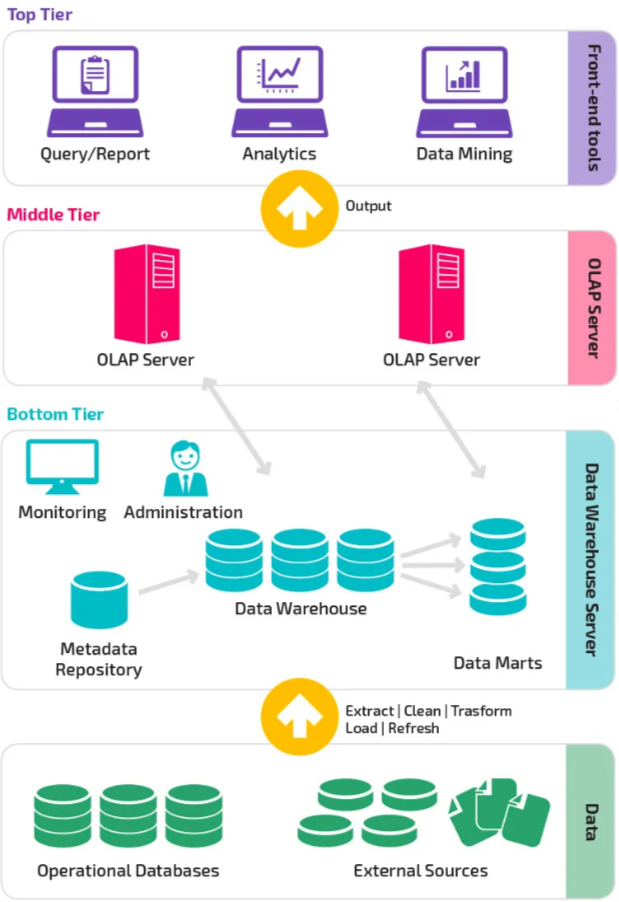 Top Tier
Query/Report
Analytics
Data Mining
Front-end tools
Output
Middle Tier
OLAP Server
OLAP Server
OLAP Server
Bottom Tier
Monitoring
Administration
Data Warehouse
Metadata
Repository
Data Marts
Data Warehouse Server
Extract | Clean | Trasform
Load | Refresh
Operational Databases
External Sources
Data